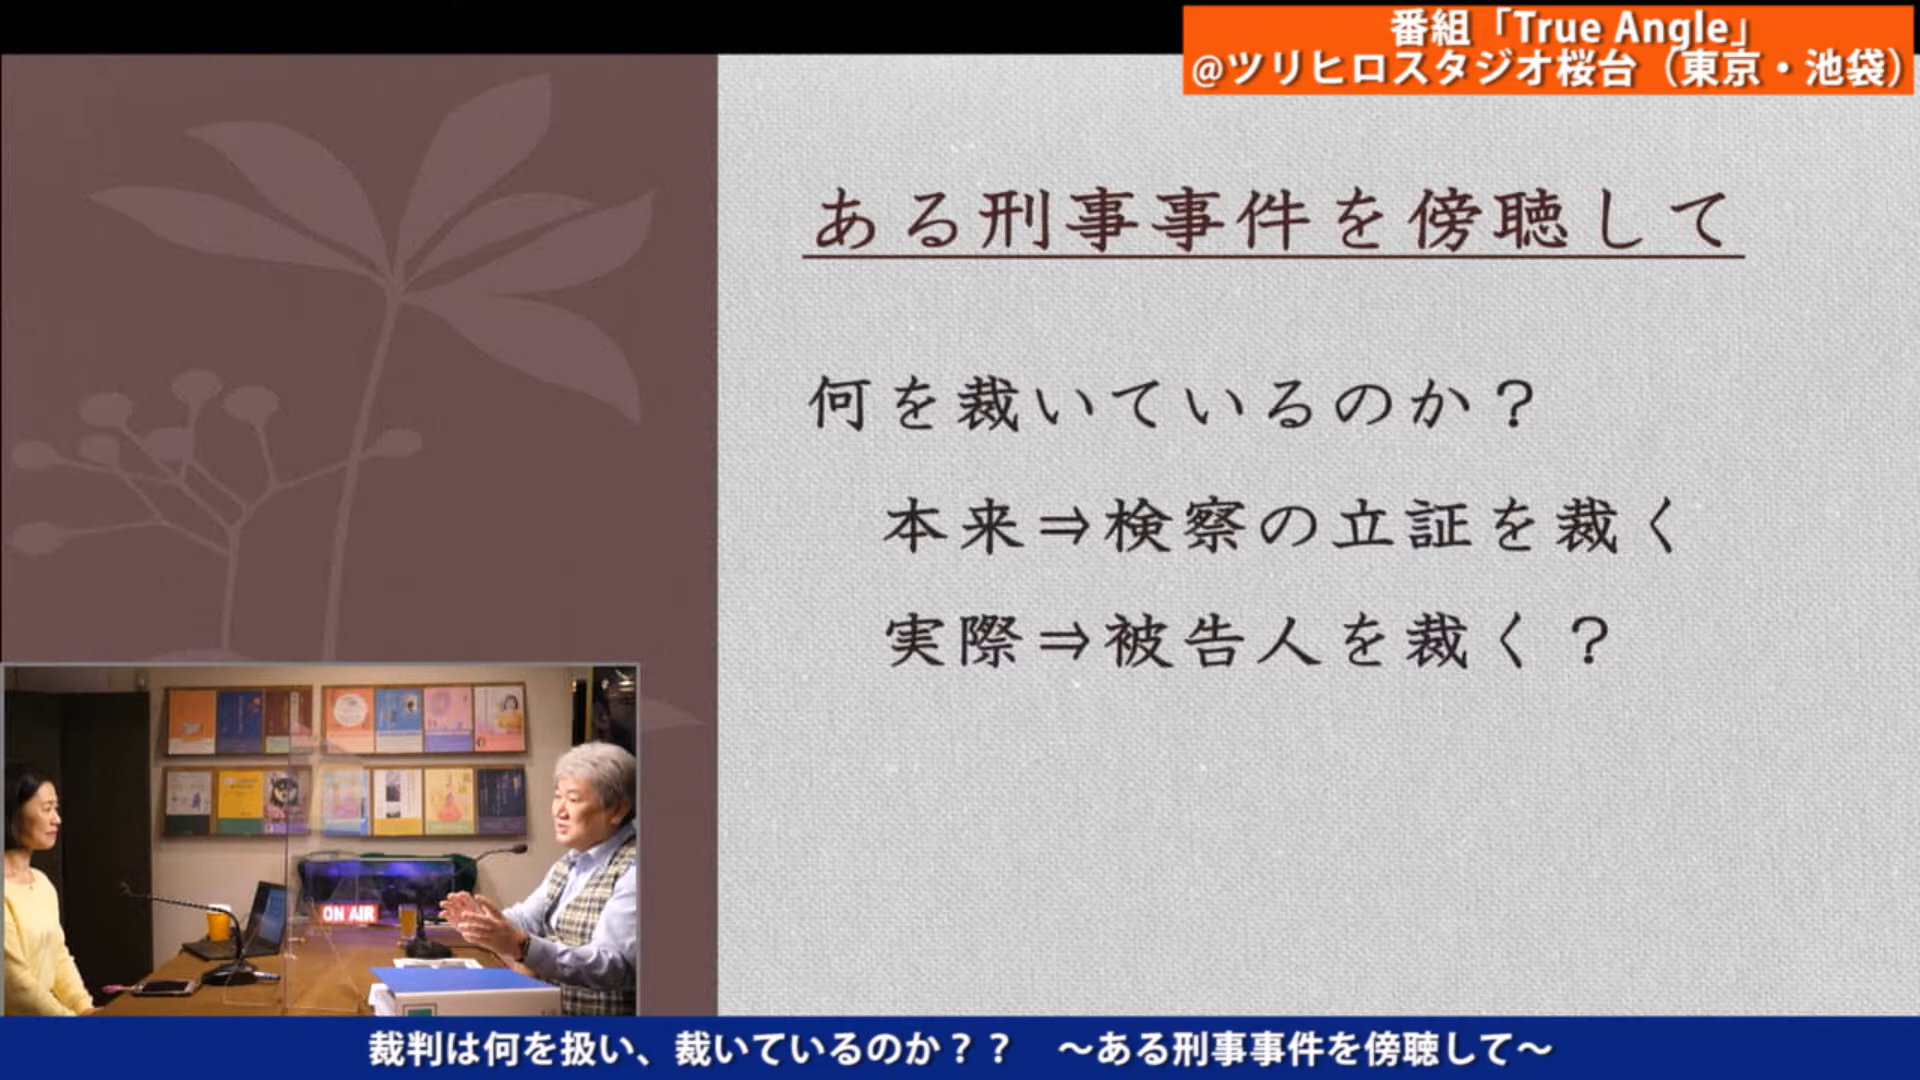 番組「True Angle」
@ツリヒロスタジオ桜台（東京・池袋）
ある刑事事件を傍聴して
何を裁いているのか？
本来⇒検察の立証を裁く
実際⇒被告人を裁く？
ON AIR
裁判は何を扱い、裁いているのか？？　～ある刑事事件を傍聴して～